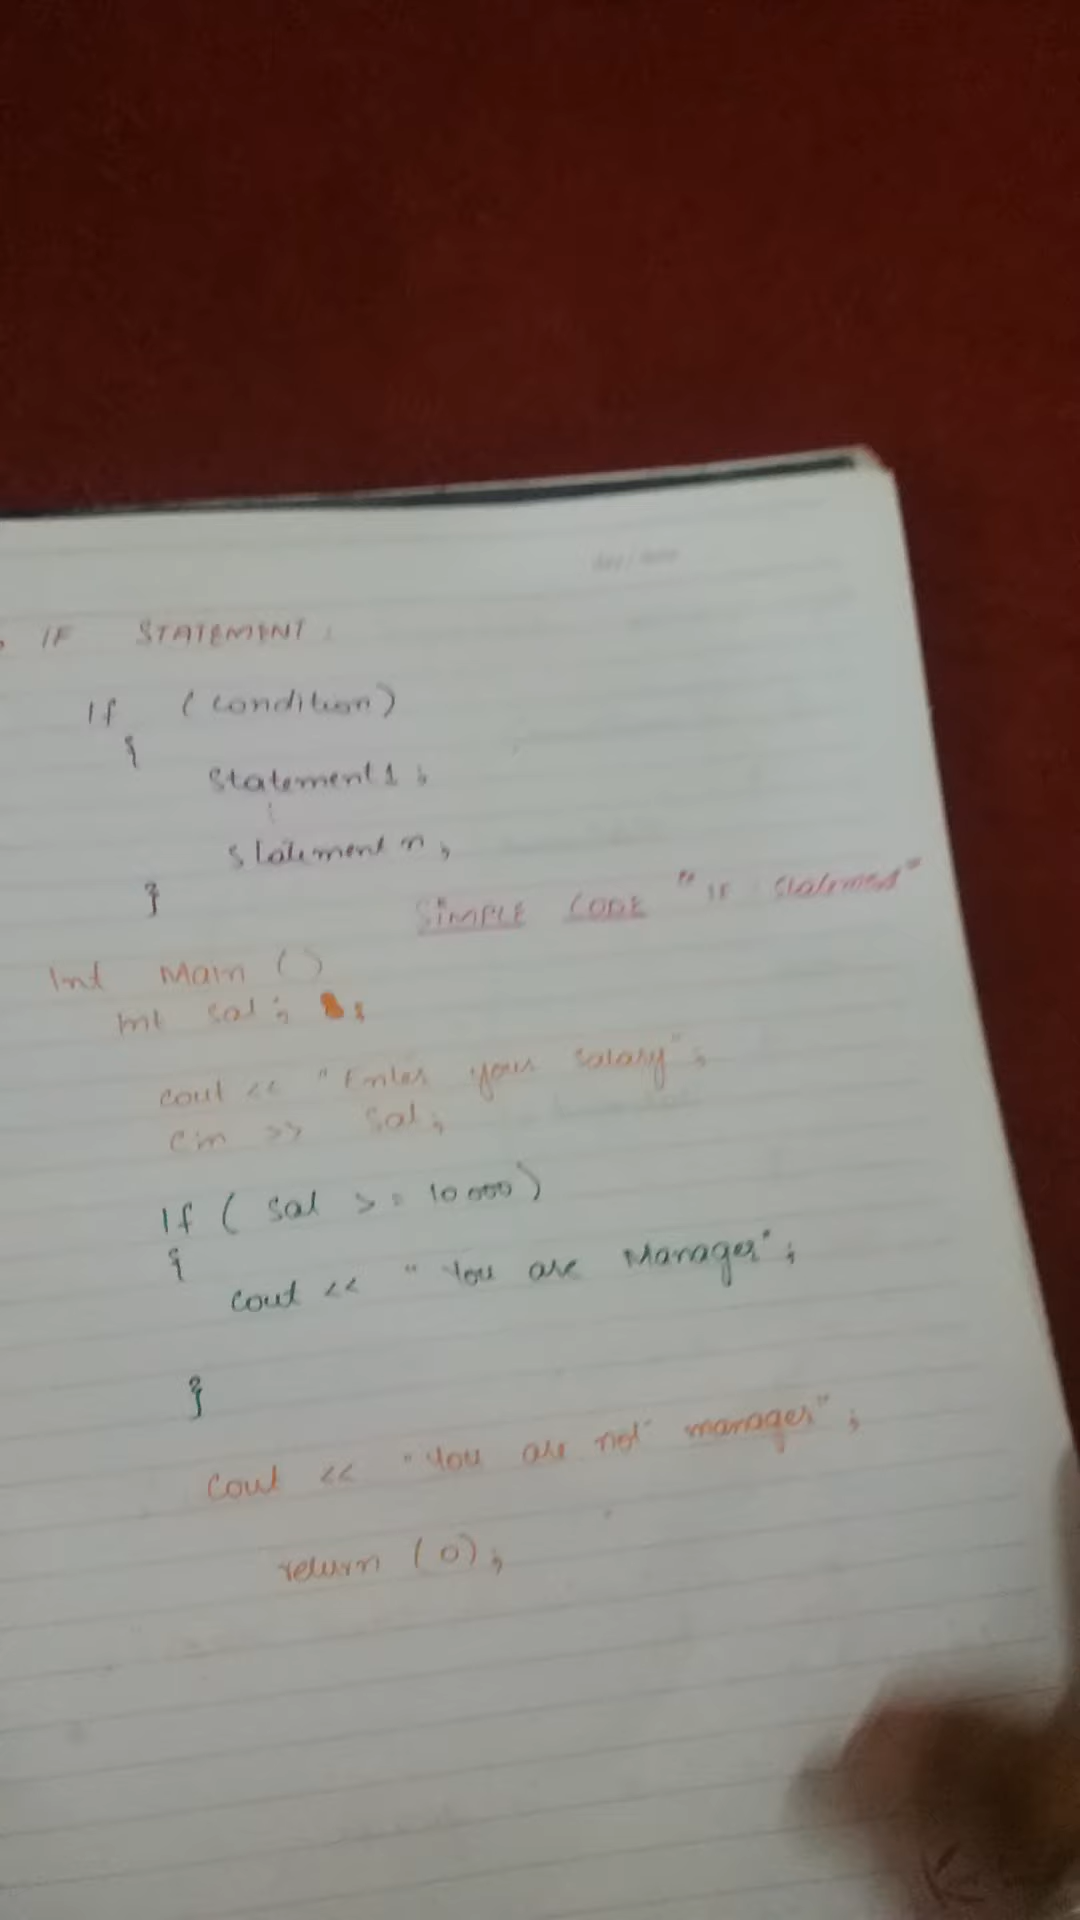 IF STATEMENT
If (condition)
{
Statement1;
statement n;
}
SIMPLE CODE "IF Statement"
Int Main ()
int sal; ;
cout << "Enter your salary";
cin >> sal;
If ( sal >= 10000)
{
cout << "You are Manager";
}
cout << "You are not manager";
return (0);